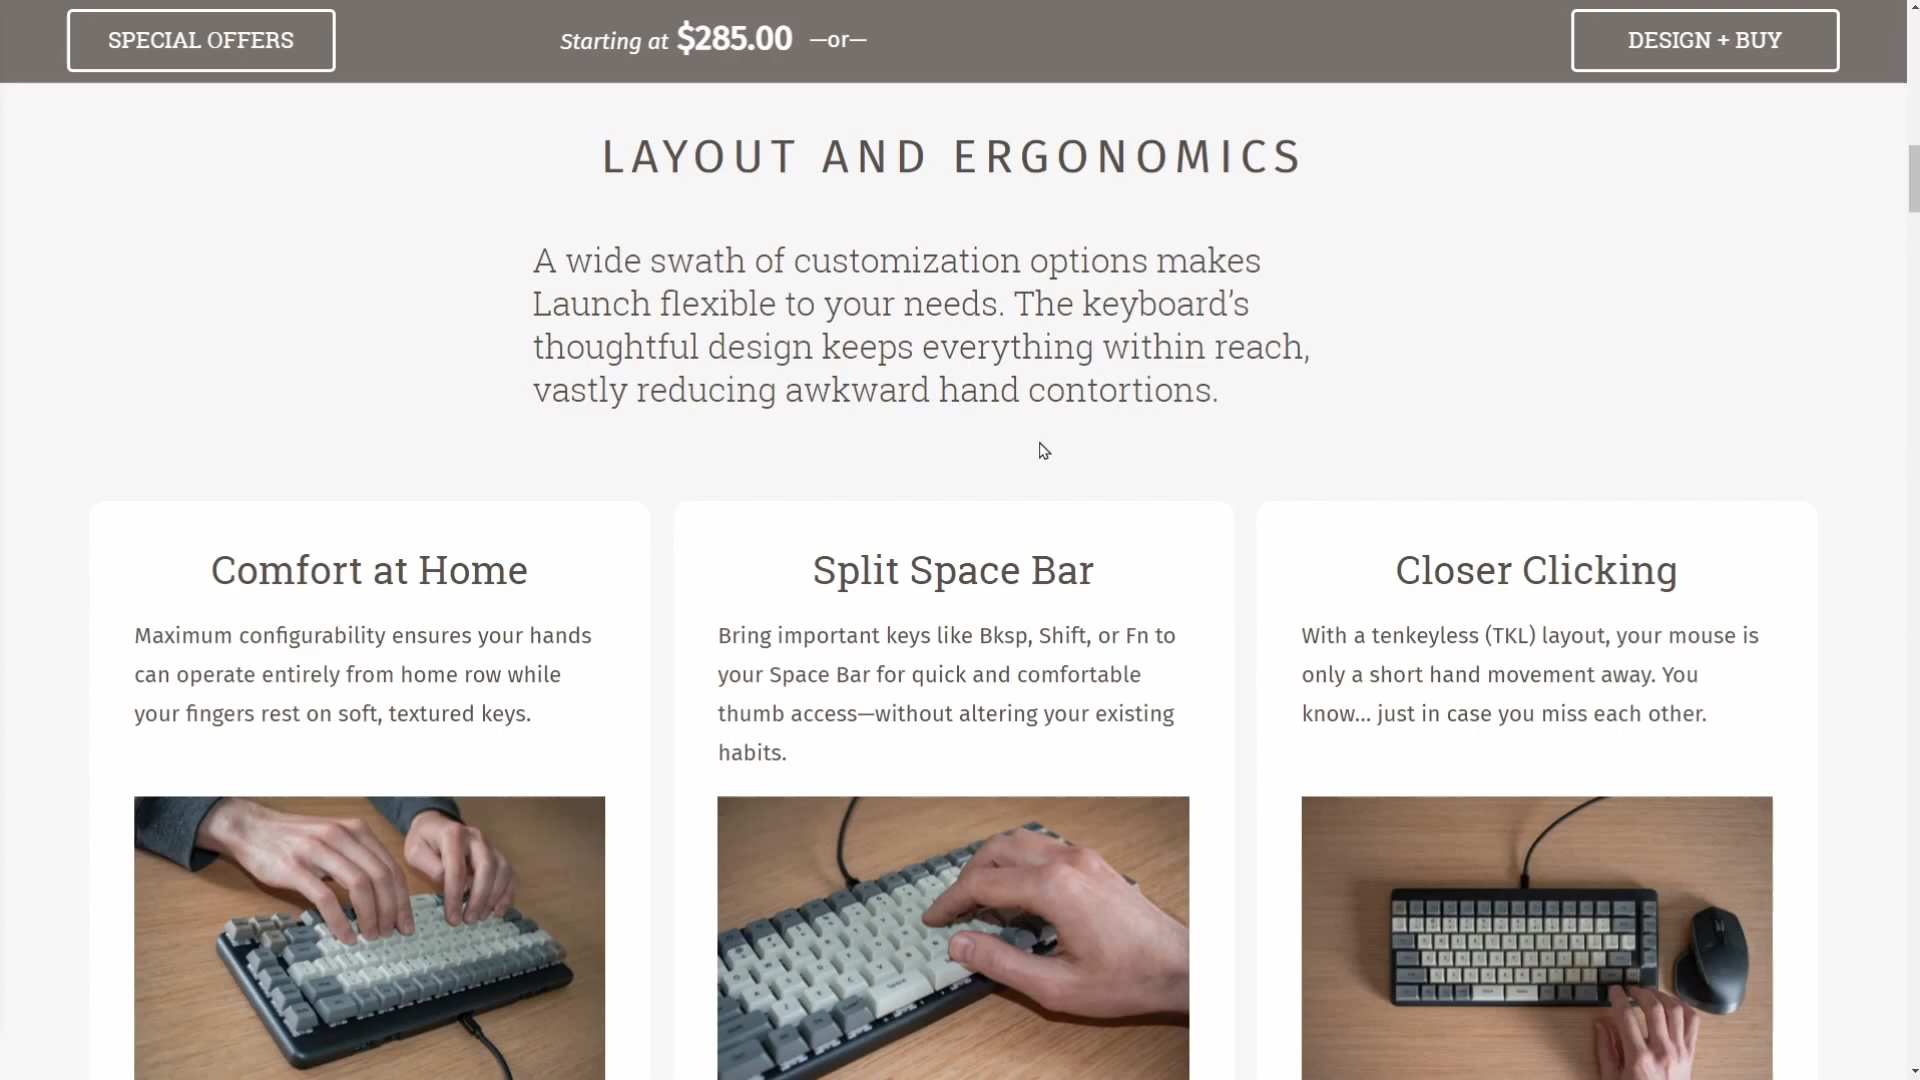 SPECIAL OFFERS
Starting at $285.00 —or—
DESIGN + BUY
LAYOUT AND ERGONOMICS
A wide swath of customization options makes
Launch flexible to your needs. The keyboard’s
thoughtful design keeps everything within reach,
vastly reducing awkward hand contortions.
Comfort at Home
Maximum configurability ensures your hands
can operate entirely from home row while
your fingers rest on soft, textured keys.
Split Space Bar
Bring important keys like Bksp, Shift, or Fn to
your Space Bar for quick and comfortable
thumb access—without altering your existing
habits.
Closer Clicking
With a tenkeyless (TKL) layout, your mouse is
only a short hand movement away. You
know... just in case you miss each other.
Space